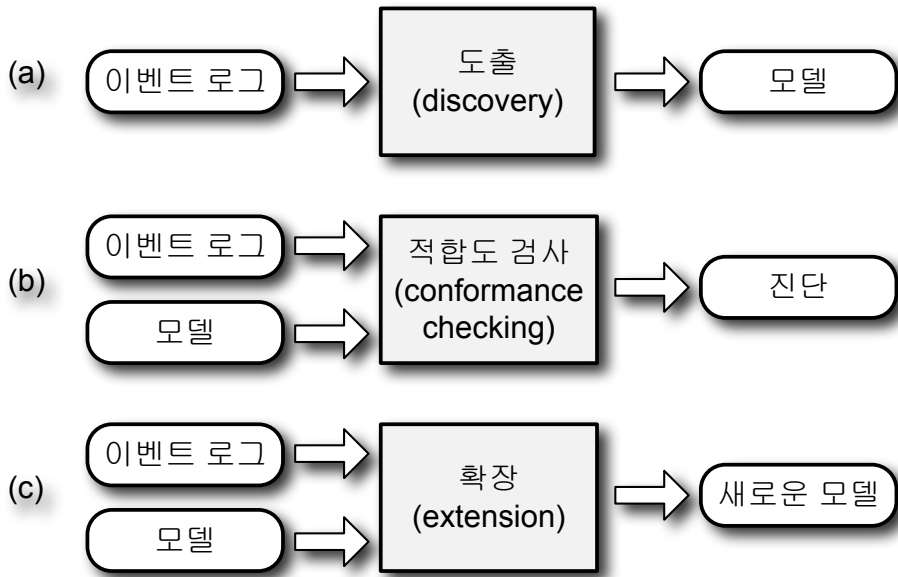 (a)
이벤트 로그
도출
(discovery)
모델
(b)
이벤트 로그
모델
적합도 검사
(conformance
checking)
진단
(c)
이벤트 로그
모델
확장
(extension)
새로운 모델